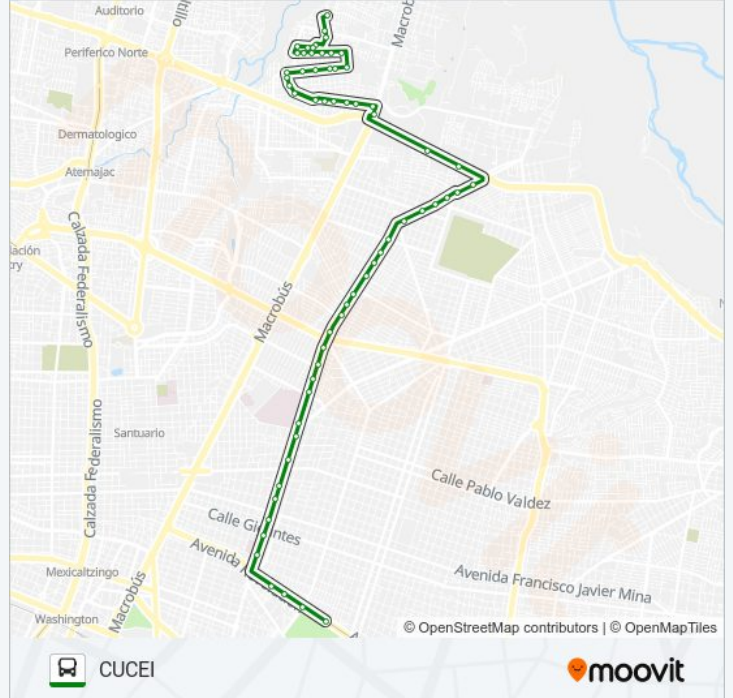 Auditorio
Macrobús
Periferico Norte
Dermatologico
Atemajac
Calzada Federalismo
Macrobús
Santuario
Calzada Federalismo
Calle Pablo Valdez
Calle Gigantes
Avenida
Mexicaltzingo
Avenida Francisco Javier Mina
Macrobús
Washington
© OpenStreetMap contributors | © OpenMapTiles
CUCEI
moovit